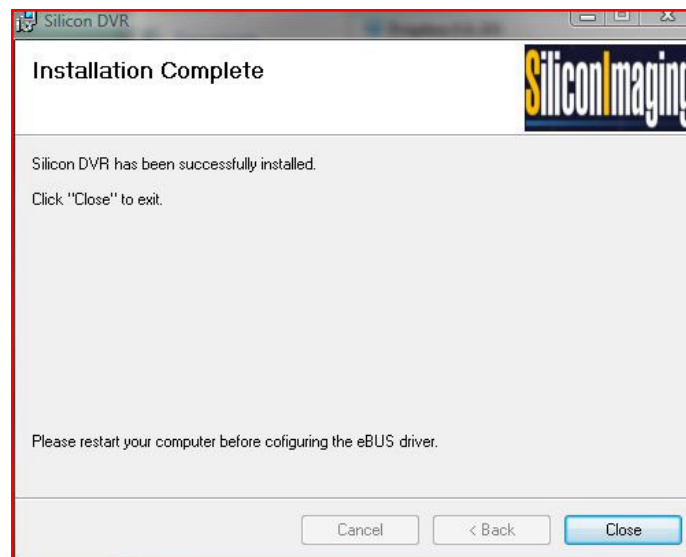 Silicon DVR
Installation Complete
SiliconImaging
Silicon DVR has been successfully installed.
Click "Close" to exit.
Please restart your computer before cofiguring the eBUS driver.
Cancel
< Back
Close